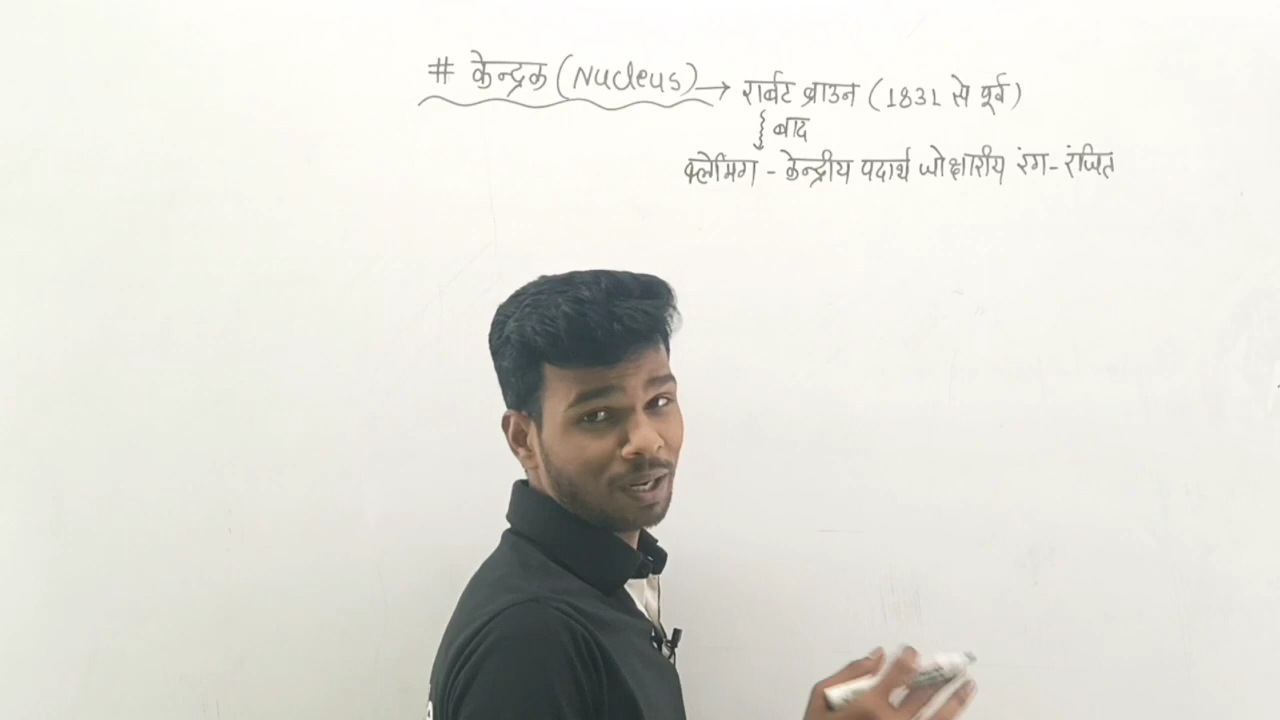 # केन्द्रक (Nucleus) → रार्बट ब्राउन (1831 से पूर्व)
बाद
फ्लेमिंग - केन्द्रीय पदार्थ जो क्षारीय रंग - रंजित